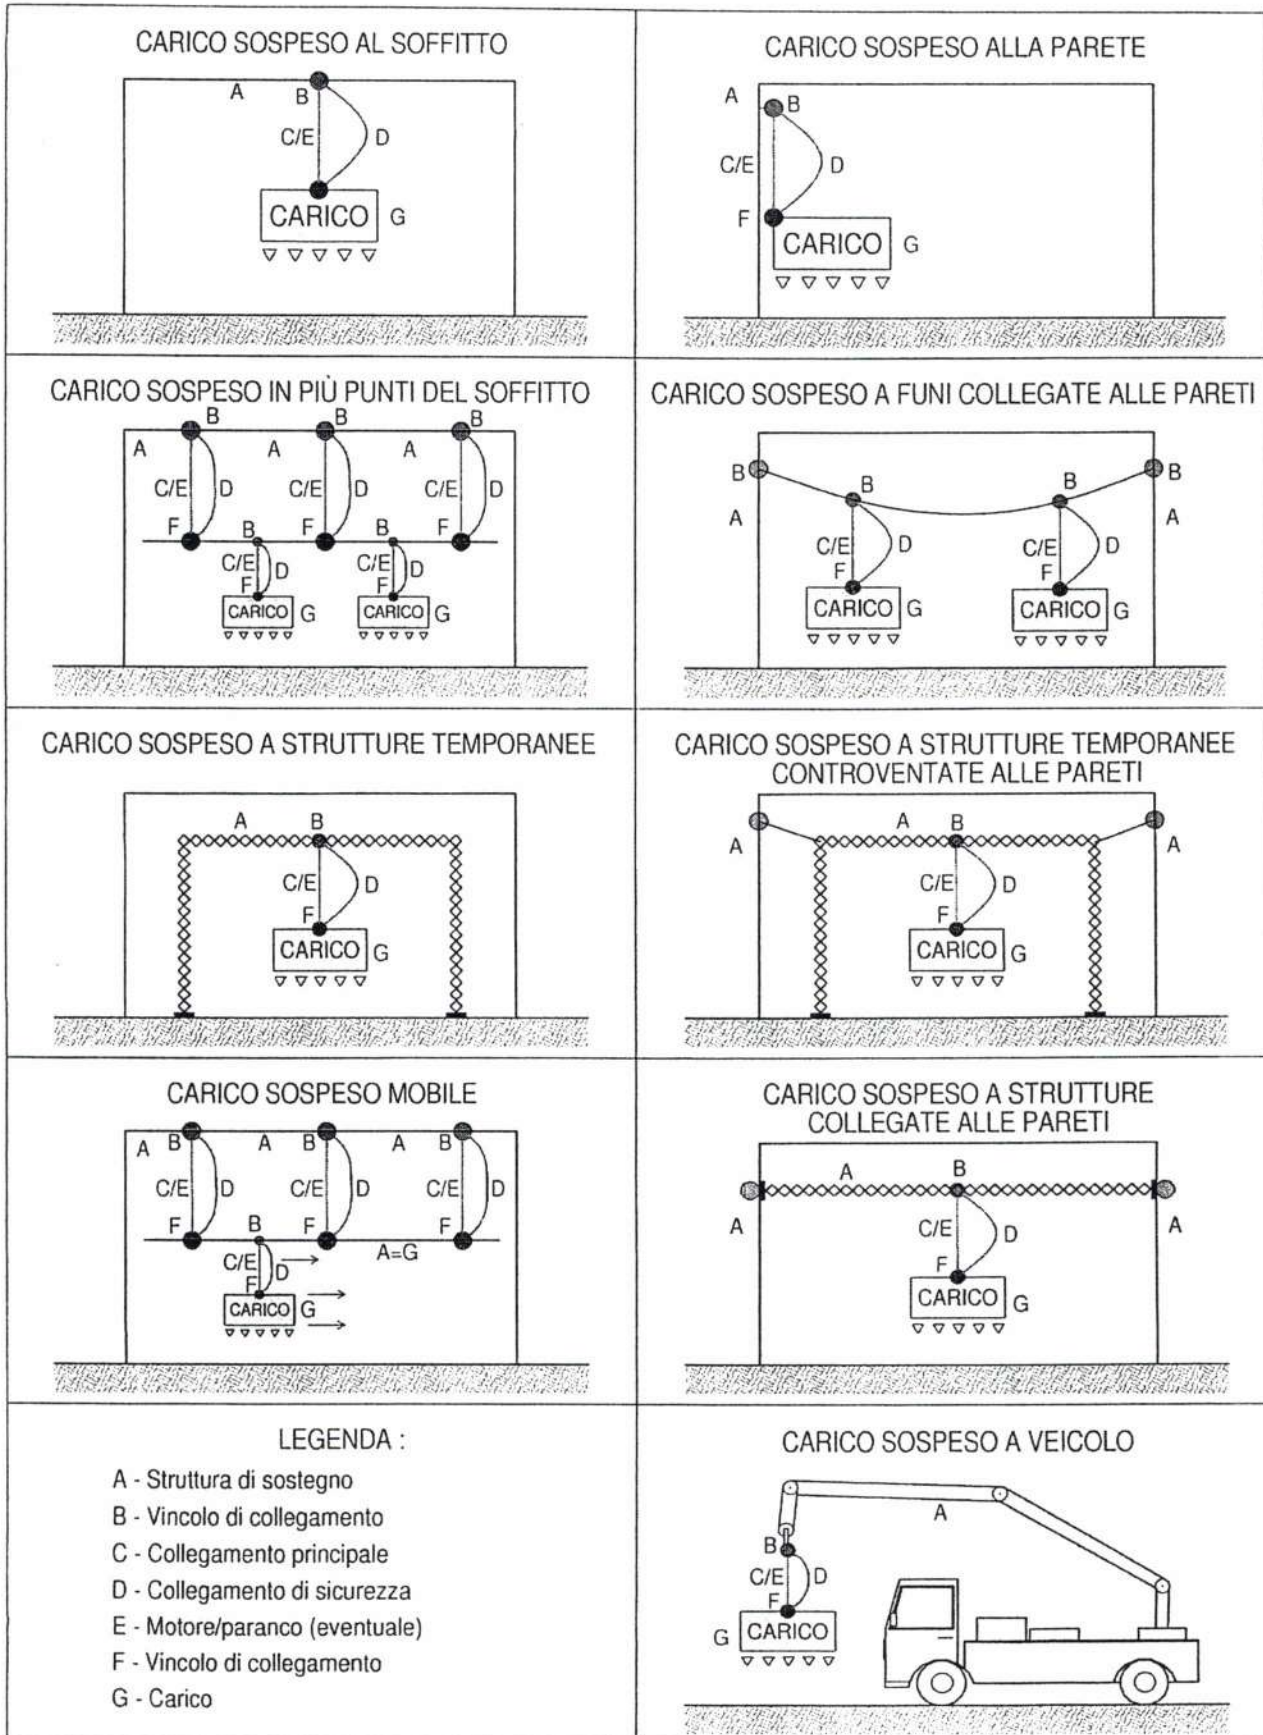 CARICO SOSPESO AL SOFFITTO
A
B
C/E
D
CARICO
G
CARICO SOSPESO ALLA PARETE
A
B
C/E
D
F
CARICO
G
CARICO SOSPESO IN PIÙ PUNTI DEL SOFFITTO
B
B
B
A
A
A
C/E
D
C/E
D
C/E
D
F
B
F
B
F
C/E
D
C/E
D
F
F
CARICO
G
CARICO
G
CARICO SOSPESO A FUNI COLLEGATE ALLE PARETI
B
B
B
B
A
A
C/E
D
C/E
D
F
F
CARICO
G
CARICO
G
CARICO SOSPESO A STRUTTURE TEMPORANEE
A
B
C/E
D
F
CARICO
G
CARICO SOSPESO A STRUTTURE TEMPORANEE
CONTROVENTATE ALLE PARETI
A
B
A
A
C/E
D
F
CARICO
G
CARICO SOSPESO MOBILE
A
B
A
B
A
B
C/E
D
C/E
D
C/E
D
F
B
F
F
C/E
D
A=G
F
CARICO
G
CARICO SOSPESO A STRUTTURE
COLLEGATE ALLE PARETI
A
B
A
A
C/E
D
F
CARICO
G
LEGENDA :
A - Struttura di sostegno
B - Vincolo di collegamento
C - Collegamento principale
D - Collegamento di sicurezza
E - Motore/paranco (eventuale)
F - Vincolo di collegamento
G - Carico
CARICO SOSPESO A VEICOLO
A
B
C/E
D
F
G
CARICO